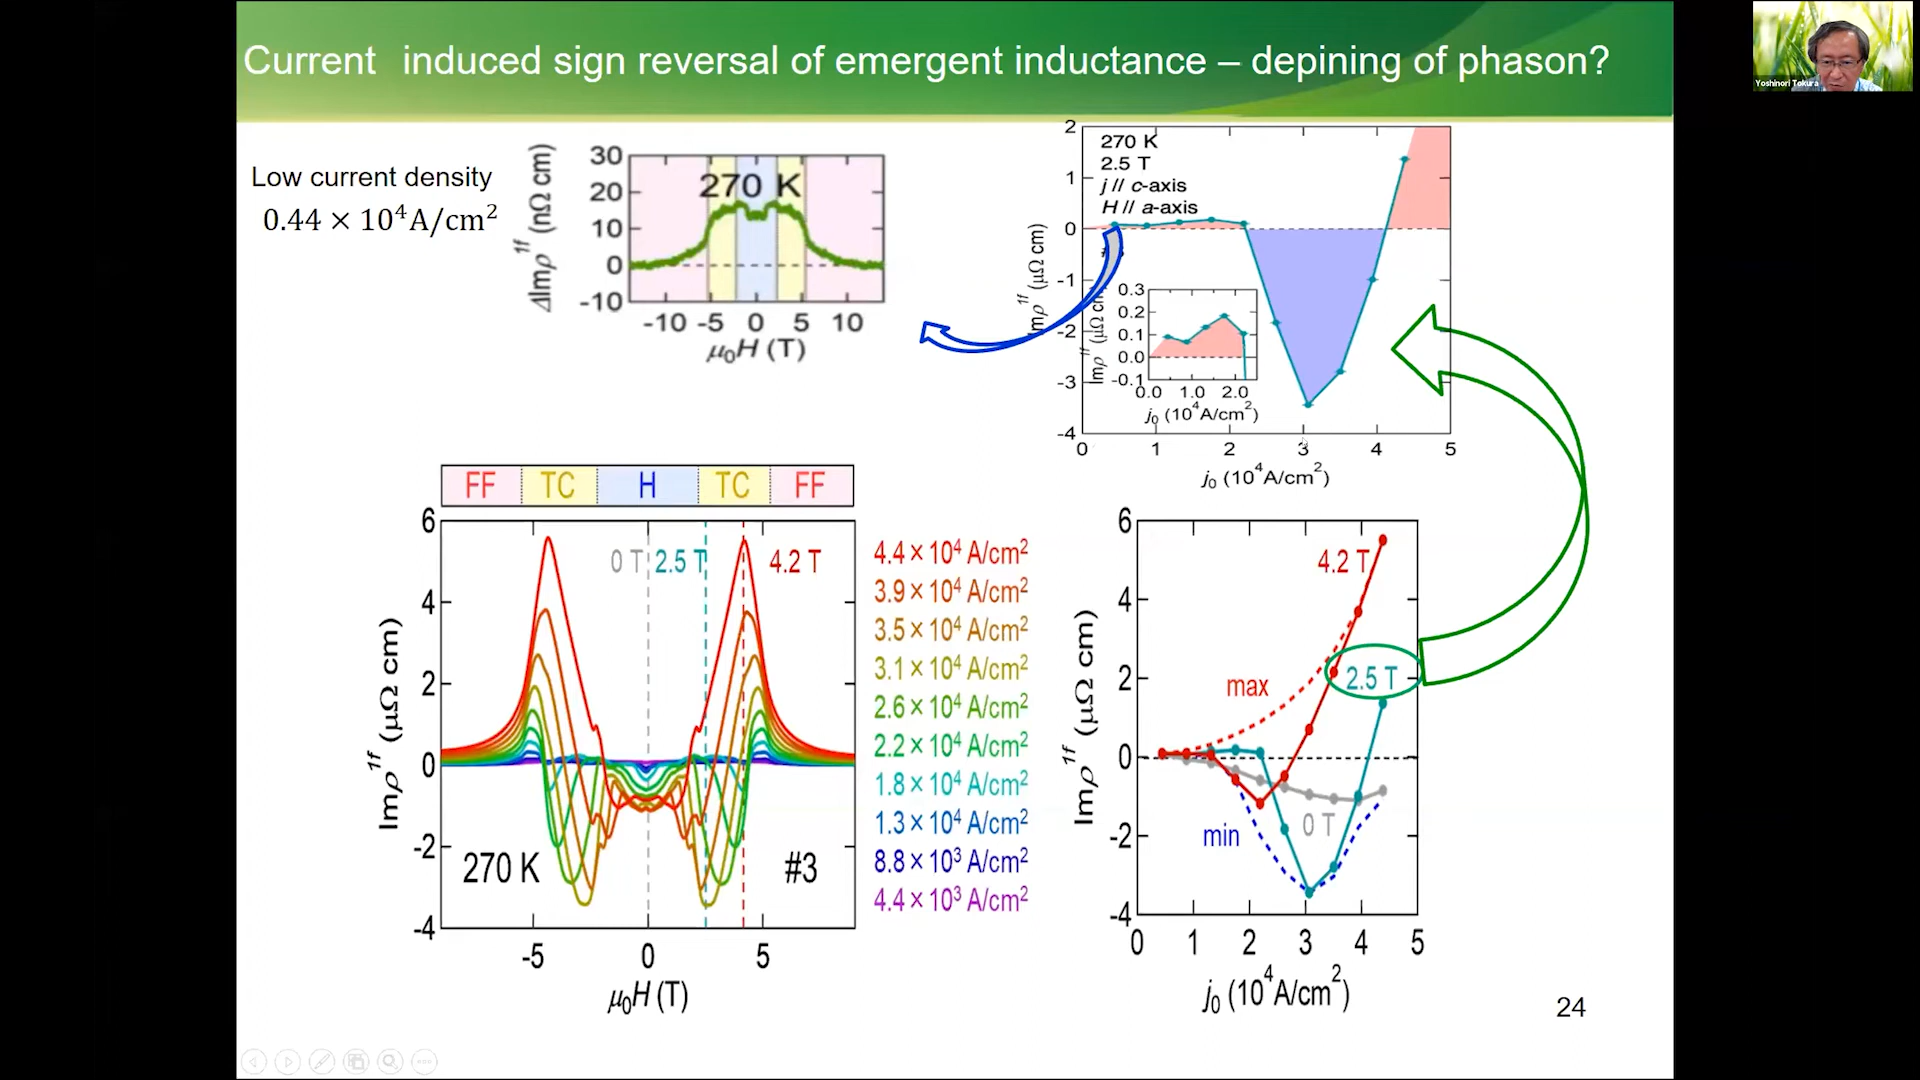 Current induced sign reversal of emergent inductance – depining of phason?
Yoshinori Tokura
Low current density
0.44 × 10⁴A/cm²
ΔImρ¹ᶠ (nΩ cm)
30
20
10
0
-10
270 K
-10 -5 0 5 10
μ₀H (T)
Imρ¹ᶠ (μΩ cm)
2
1
0
-1
-2
-3
-4
270 K
2.5 T
j // c-axis
H // a-axis
Imρ¹ᶠ (μΩ cm)
0.3
0.2
0.1
0.0
-0.1
0.0 1.0 2.0
j₀ (10⁴A/cm²)
0 1 2 3 4 5
j₀ (10⁴A/cm²)
FF TC H TC FF
Imρ¹ᶠ (μΩ cm)
6
4
2
0
-2
-4
0 T 2.5 T 4.2 T
270 K #3
-5 0 5
μ₀H (T)
4.4 × 10⁴ A/cm²
3.9 × 10⁴ A/cm²
3.5 × 10⁴ A/cm²
3.1 × 10⁴ A/cm²
2.6 × 10⁴ A/cm²
2.2 × 10⁴ A/cm²
1.8 × 10⁴ A/cm²
1.3 × 10⁴ A/cm²
8.8 × 10³ A/cm²
4.4 × 10³ A/cm²
Imρ¹ᶠ (μΩ cm)
6
4
2
0
-2
-4
4.2 T
max
2.5 T
0 T
min
0 1 2 3 4 5
j₀ (10⁴A/cm²)
24